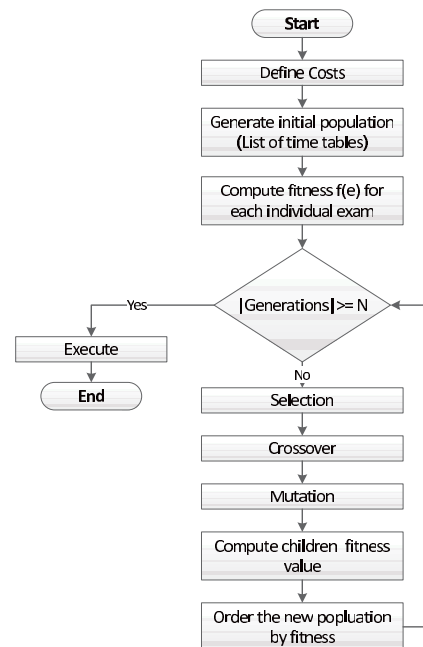 Start
Define Costs
Generate initial population
(List of time tables)
Compute fitness f(e) for
each individual exam
|Generations|>= N
Yes
Execute
End
No
Selection
Crossover
Mutation
Compute children fitness
value
Order the new popluation
by fitness